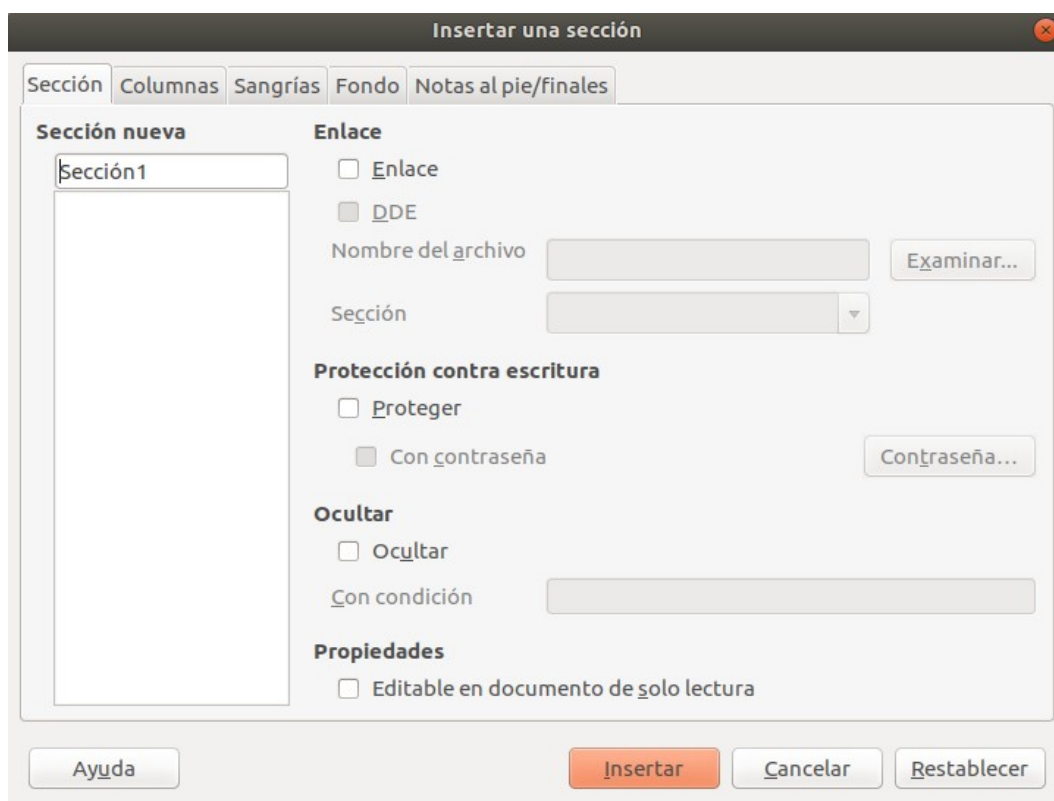 Insertar una sección
Sección Columnas Sangrías Fondo Notas al pie/finales
Sección nueva
Sección1
Enlace
Enlace
DDE
Nombre del archivo
Examinar...
Sección
Protección contra escritura
Proteger
Con contraseña
Contraseña...
Ocultar
Ocultar
Con condición
Propiedades
Editable en documento de solo lectura
Ayuda Insertar Cancelar Restablecer